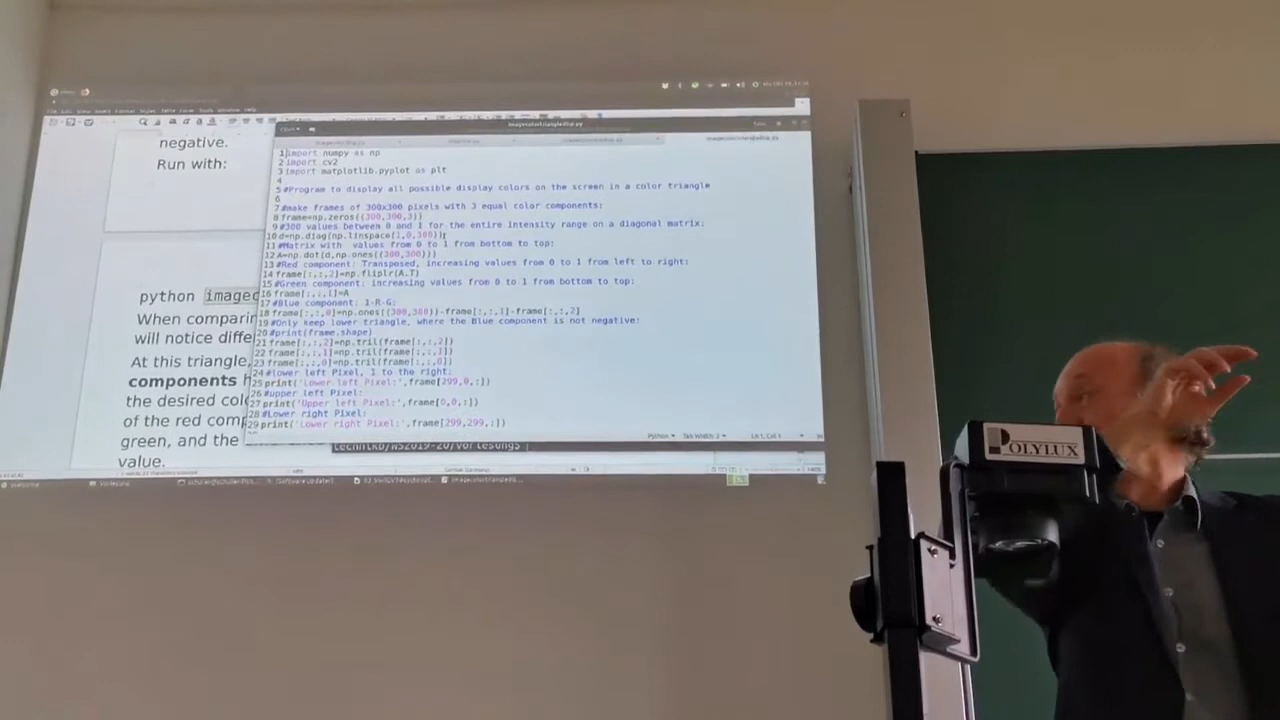 negative.
Run with:
python imagec
When comparin
will notice diffe
At this triangle,
components h
the desired colo
of the red comp
green, and the
value.
1 import numpy as np
2 import cv2
3 import matplotlib.pyplot as plt
4
5 #Program to display all possible display colors on the screen in a color triangle
6
7 #make frames of 300x300 pixels with 3 equal color components:
8 frame=np.zeros((300,300,3))
9 #300 values between 0 and 1 for the entire intensity range on a diagonal matrix:
10 d=np.diag(np.linspace(1,0,300))
11 #Matrix with  values from 0 to 1 from bottom to top:
12 A=np.dot(d,np.ones((300,300)))
13 #Red component: Transposed, increasing values from 0 to 1 from left to right:
14 frame[:,:,2]=np.fliplr(A.T)
15 #Green component: increasing values from 0 to 1 from bottom to top:
16 frame[:,:,1]=A
17 #Blue component: 1-R-G:
18 frame[:,:,0]=np.ones((300,300))-frame[:,:,1]-frame[:,:,2]
19 #Only keep lower triangle, where the Blue component is not negative:
20 #print(frame.shape)
21 frame[:,:,2]=np.tril(frame[:,:,2])
22 frame[:,:,1]=np.tril(frame[:,:,1])
23 frame[:,:,0]=np.tril(frame[:,:,0])
24 #lower left Pixel, 1 to the right:
25 print('Lower left Pixel:',frame[299,0,:])
26 #upper left Pixel:
27 print('Upper left Pixel:',frame[0,0,:])
28 #Lower right Pixel:
29 print('Lower right Pixel:',frame[299,299,:])
Python
Tab Width: 2
Ln 1, Col 1
POLYLUX